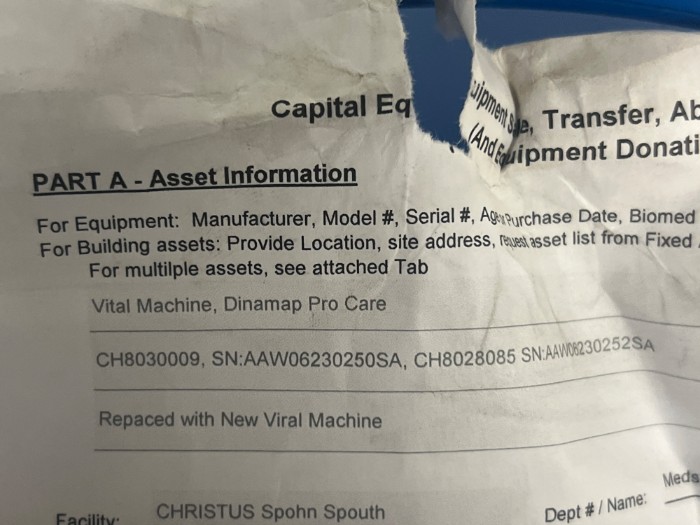 Capital Eq uipment S e, Transfer, Ab
(And Equipment Donati
PART A - Asset Information
For Equipment: Manufacturer, Model #, Serial #, Age, Purchase Date, Biomed
For Building assets: Provide Location, site address, request asset list from Fixed
For multilple assets, see attached Tab
Vital Machine, Dinamap Pro Care
CH8030009, SN:AAW06230250SA, CH8028085 SN:AAW06230252SA
Repaced with New Viral Machine
Meds
Facility: CHRISTUS Spohn Spouth Dept # / Name: